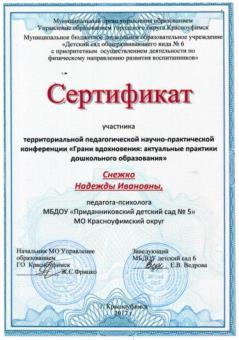 Муниципальный орган управления образованием
Управление образованием городского округа Красноуфимск
Муниципальное бюджетное дошкольное образовательное учреждение
«Детский сад общеразвивающего вида № 6
с приоритетным осуществлением деятельности по
физическому направлению развития воспитанников»
Сертификат
участника
территориальной педагогической научно-практической
конференции «Грани вдохновения: актуальные практики
дошкольного образования»
Снежко
Надежды Ивановны,
педагога-психолога
МБДОУ «Приданниковский детский сад № 5»
МО Красноуфимский округ
Начальник МО Управление
образованием
ГО Красноуфимск
Заведующий
МБДОУ детский сад 6
Е.В. Ведрова
г. Красноуфимск
2017 г.